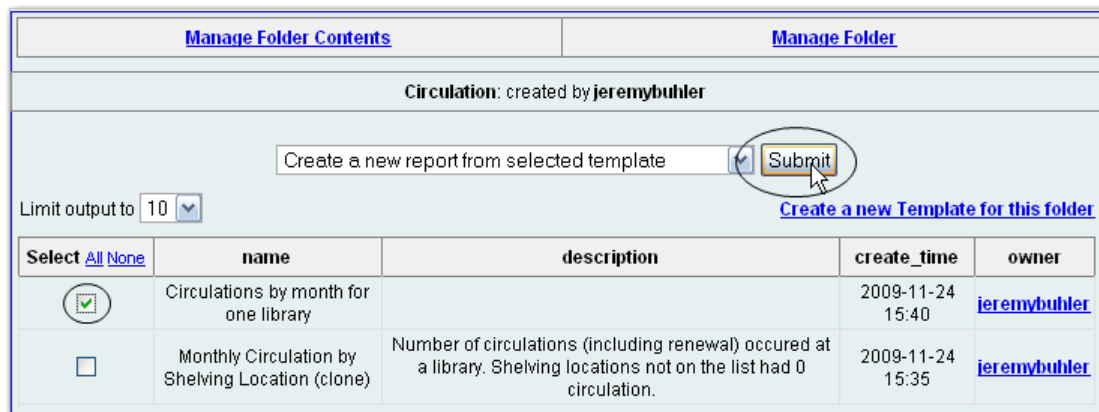 Manage Folder Contents
Manage Folder
Circulation: created by jeremybuhler
Create a new report from selected template
Submit
Limit output to 10
Create a new Template for this folder
Select All None
name
description
create_time
owner
Circulations by month for
one library
2009-11-24
15:40
jeremybuhler
Monthly Circulation by
Shelving Location (clone)
Number of circulations (including renewal) occured at
a library. Shelving locations not on the list had 0
circulation.
2009-11-24
15:35
jeremybuhler